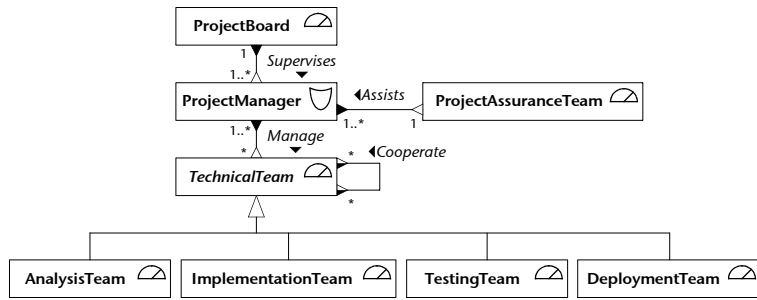 ProjectBoard
1
Supervises
1..*
ProjectManager
Assists
1..*
1
ProjectAssuranceTeam
1..*
Manage
*
*
Cooperate
TechnicalTeam
*
AnalysisTeam
ImplementationTeam
TestingTeam
DeploymentTeam